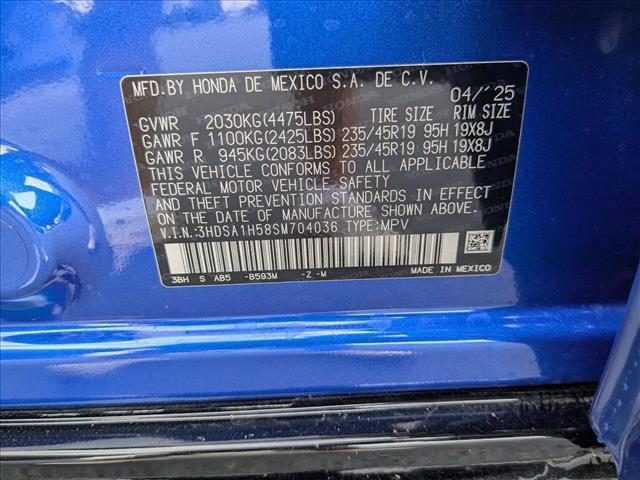 MFD.BY HONDA DE MEXICO S.A. DE C.V.
04/'25
GVWR 2030KG(4475LBS) TIRE SIZE RIM SIZE
GAWR F 1100KG(2425LBS) 235/45R19 95H 19X8J
GAWR R 945KG(2083LBS) 235/45R19 95H 19X8J
THIS VEHICLE CONFORMS TO ALL APPLICABLE
FEDERAL MOTOR VEHICLE SAFETY
AND THEFT PREVENTION STANDARDS IN EFFECT
ON THE DATE OF MANUFACTURE SHOWN ABOVE.
V.I.N.:3HDSA1H58SM704036 TYPE:MPV
3BH S AB5 -B593M -Z -M MADE IN MEXICO